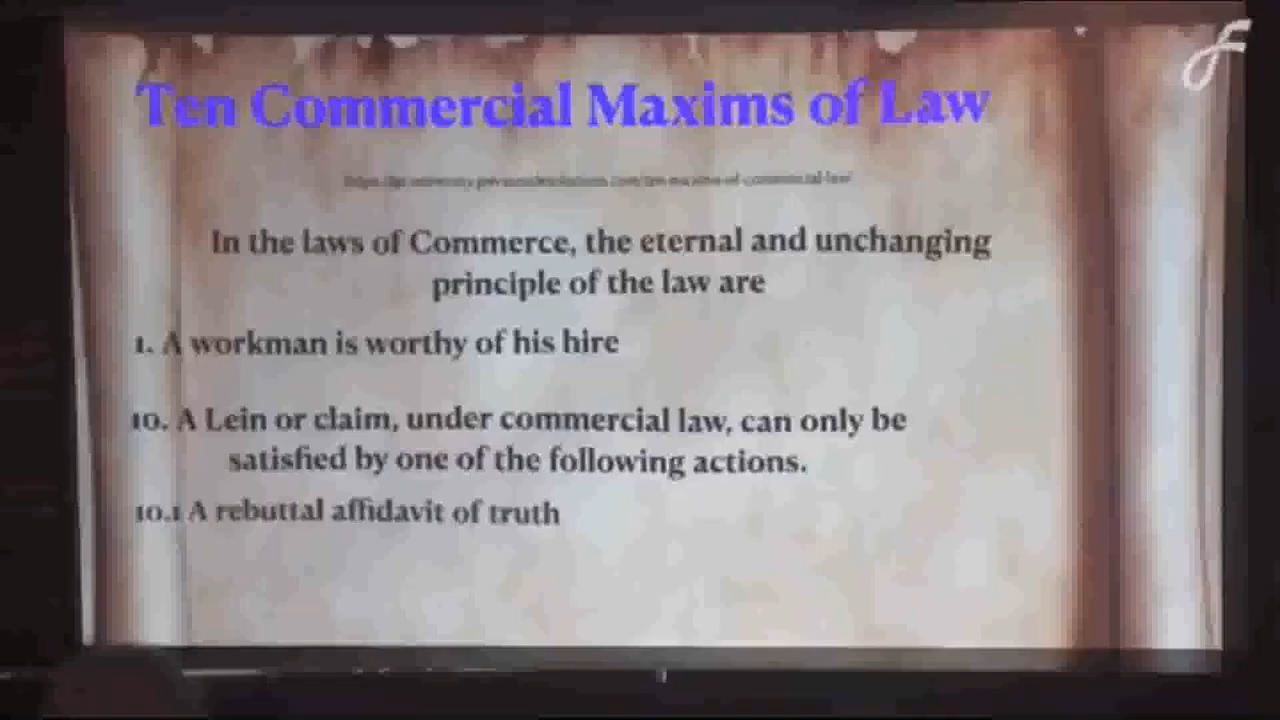 Ten Commercial Maxims of Law
In the laws of Commerce, the eternal and unchanging
principle of the law are
1. A workman is worthy of his hire
10. A Lein or claim, under commercial law, can only be
satisfied by one of the following actions.
10.1 A rebuttal affidavit of truth